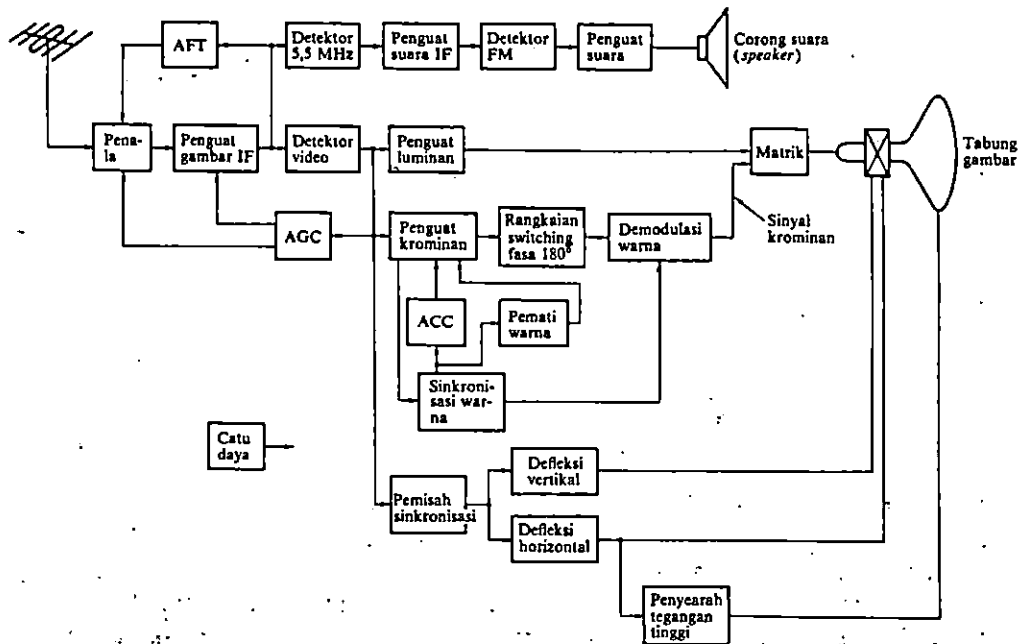 AFT
Detektor
5,5 MHz
Penguat
suara IF
Detektor
FM
Penguat
suara
Corong suara
(speaker)
Pena-
la
Penguat
gambar IF
Detektor
video
Penguat
luminan
Matrik
Tabung
gambar
AGC
Penguat
krominan
Rangkaian
switching
fasa 180°
Demodulasi
warna
Sinyal
krominan
ACC
Pemati
warna
Sinkroni-
sasi war-
na
Catu
daya
Pemisah
sinkronisasi
Defleksi
vertikal
Defleksi
horizontal
Penyearah
tegangan
tinggi